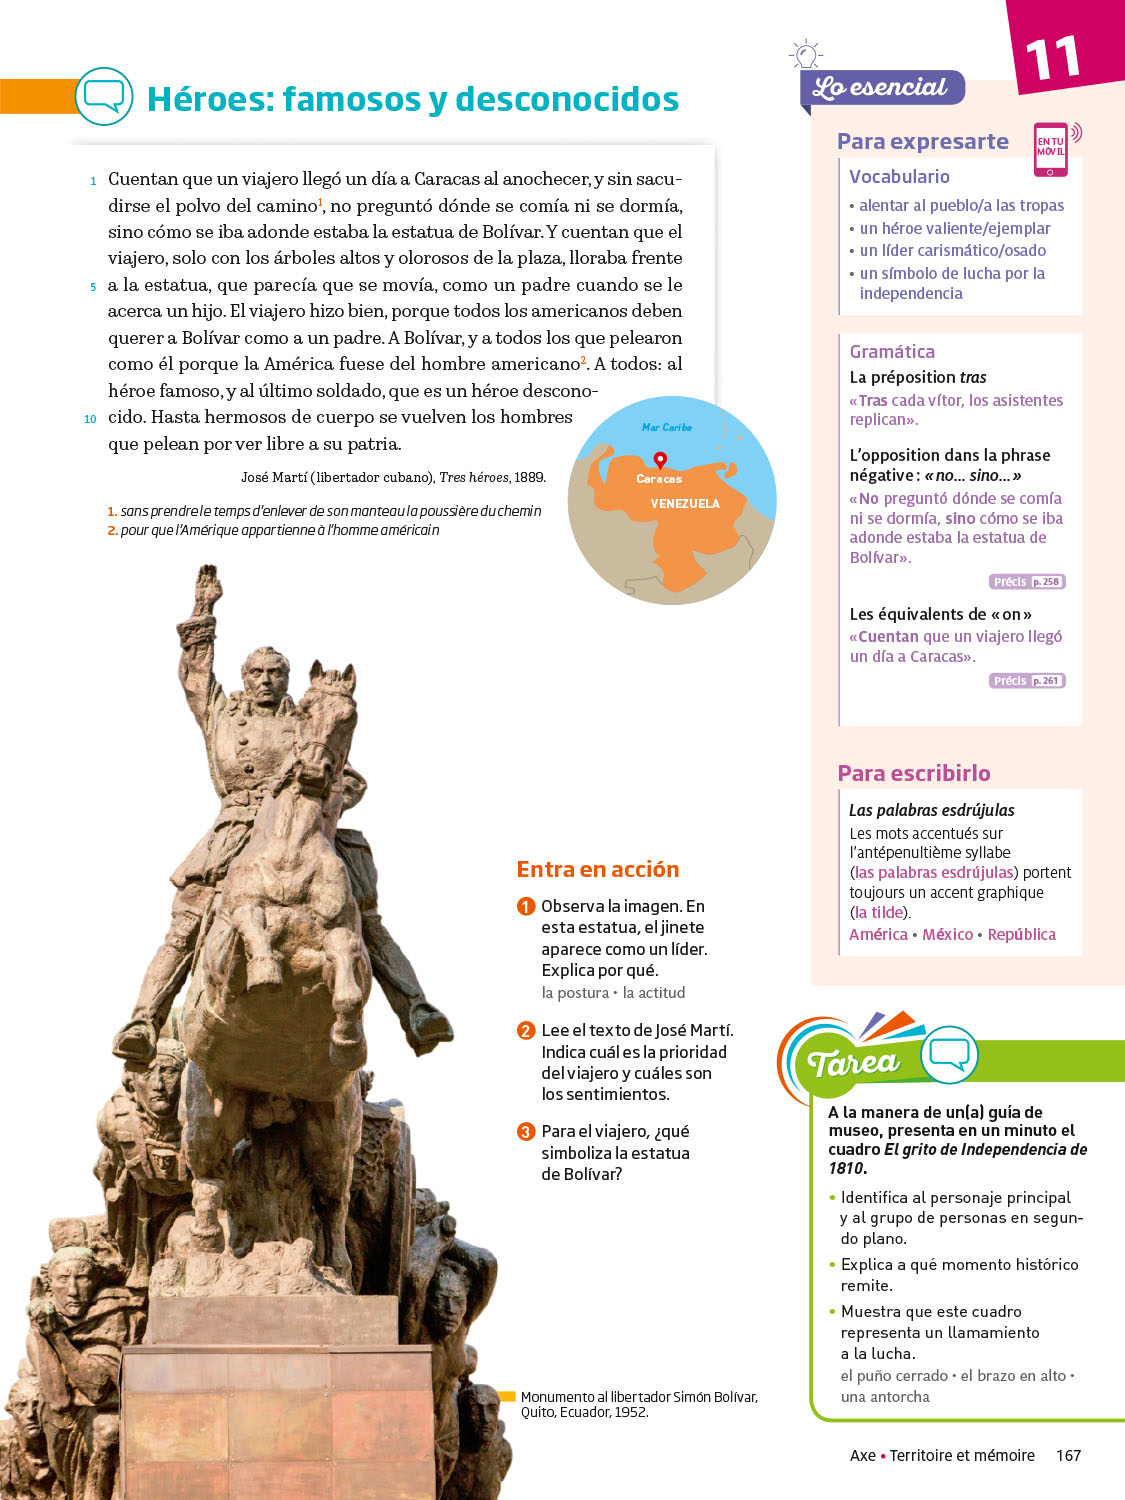 11
Héroes: famosos y desconocidos
1 Cuentan que un viajero llegó un día a Caracas al anochecer, y sin sacu-
dirse el polvo del camino1, no preguntó dónde se comía ni se dormía,
sino cómo se iba adonde estaba la estatua de Bolívar. Y cuentan que el
viajero, solo con los árboles altos y olorosos de la plaza, lloraba frente
5 a la estatua, que parecía que se movía, como un padre cuando se le
acerca un hijo. El viajero hizo bien, porque todos los americanos deben
querer a Bolívar como a un padre. A Bolívar, y a todos los que pelearon
como él porque la América fuese del hombre americano2. A todos: al
héroe famoso, y al último soldado, que es un héroe descono-
10 cido. Hasta hermosos de cuerpo se vuelven los hombres
que pelean por ver libre a su patria.
José Martí (libertador cubano), Tres héroes, 1889.
1. sans prendre le temps d'enlever de son manteau la poussière du chemin
2. pour que l'Amérique appartienne à l'homme américain
Mar Caribe
Caracas
VENEZUELA
Entra en acción
1 Observa la imagen. En
esta estatua, el jinete
aparece como un líder.
Explica por qué.
la postura • la actitud
2 Lee el texto de José Martí.
Indica cuál es la prioridad
del viajero y cuáles son
los sentimientos.
3 Para el viajero, ¿qué
simboliza la estatua
de Bolívar?
Monumento al libertador Simón Bolívar,
Quito, Ecuador, 1952.
Lo esencial
Para expresarte
EN TU
MÓVIL
Vocabulario
• alentar al pueblo/a las tropas
• un héroe valiente/ejemplar
• un líder carismático/osado
• un símbolo de lucha por la
independencia
Gramática
La préposition tras
«Tras cada vítor, los asistentes
replican».
L'opposition dans la phrase
négative : «no... sino...»
«No preguntó dónde se comía
ni se dormía, sino cómo se iba
adonde estaba la estatua de
Bolívar».
Précis p. 258
Les équivalents de «on»
«Cuentan que un viajero llegó
un día a Caracas».
Précis p. 261
Para escribirlo
Las palabras esdrújulas
Les mots accentués sur
l'antépenultième syllabe
(las palabras esdrújulas) portent
toujours un accent graphique
(la tilde).
América • México • República
Tarea
A la manera de un(a) guía de
museo, presenta en un minuto el
cuadro El grito de Independencia de
1810.
• Identifica al personaje principal
y al grupo de personas en segun-
do plano.
• Explica a qué momento histórico
remite.
• Muestra que este cuadro
representa un llamamiento
a la lucha.
el puño cerrado • el brazo en alto •
una antorcha
Axe • Territoire et mémoire 167